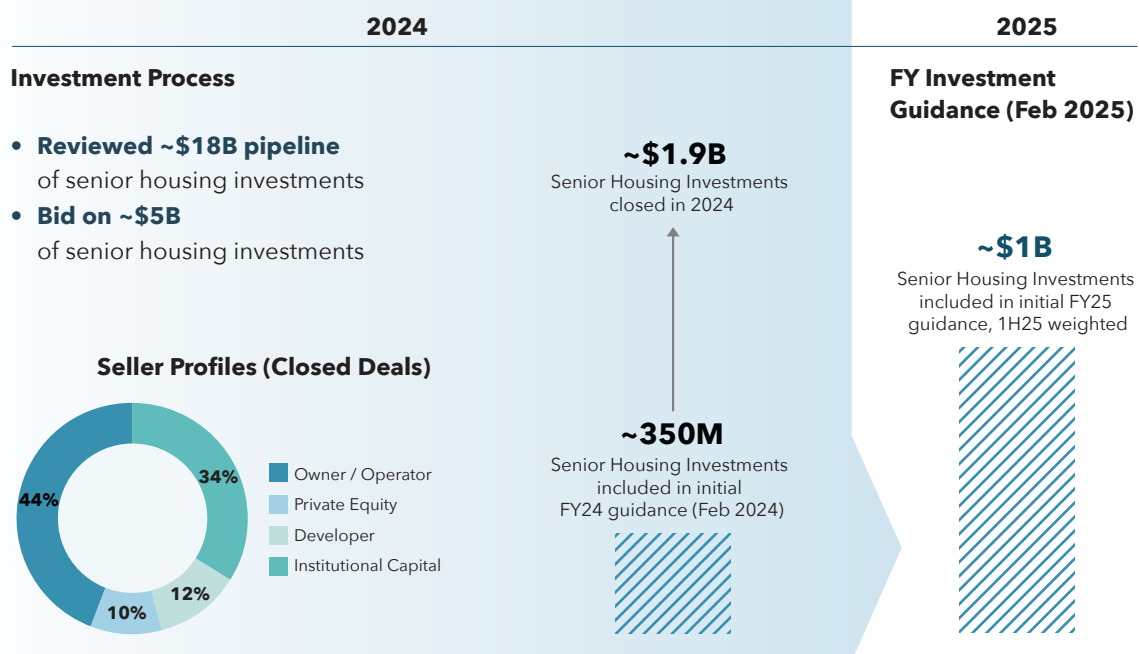 2024
2025
Investment Process
• Reviewed ~$18B pipeline
of senior housing investments
• Bid on ~$5B
of senior housing investments
Seller Profiles (Closed Deals)
44%
34%
12%
10%
Owner / Operator
Private Equity
Developer
Institutional Capital
~$1.9B
Senior Housing Investments
closed in 2024
~350M
Senior Housing Investments
included in initial
FY24 guidance (Feb 2024)
FY Investment
Guidance (Feb 2025)
~$1B
Senior Housing Investments
included in initial FY25
guidance, 1H25 weighted